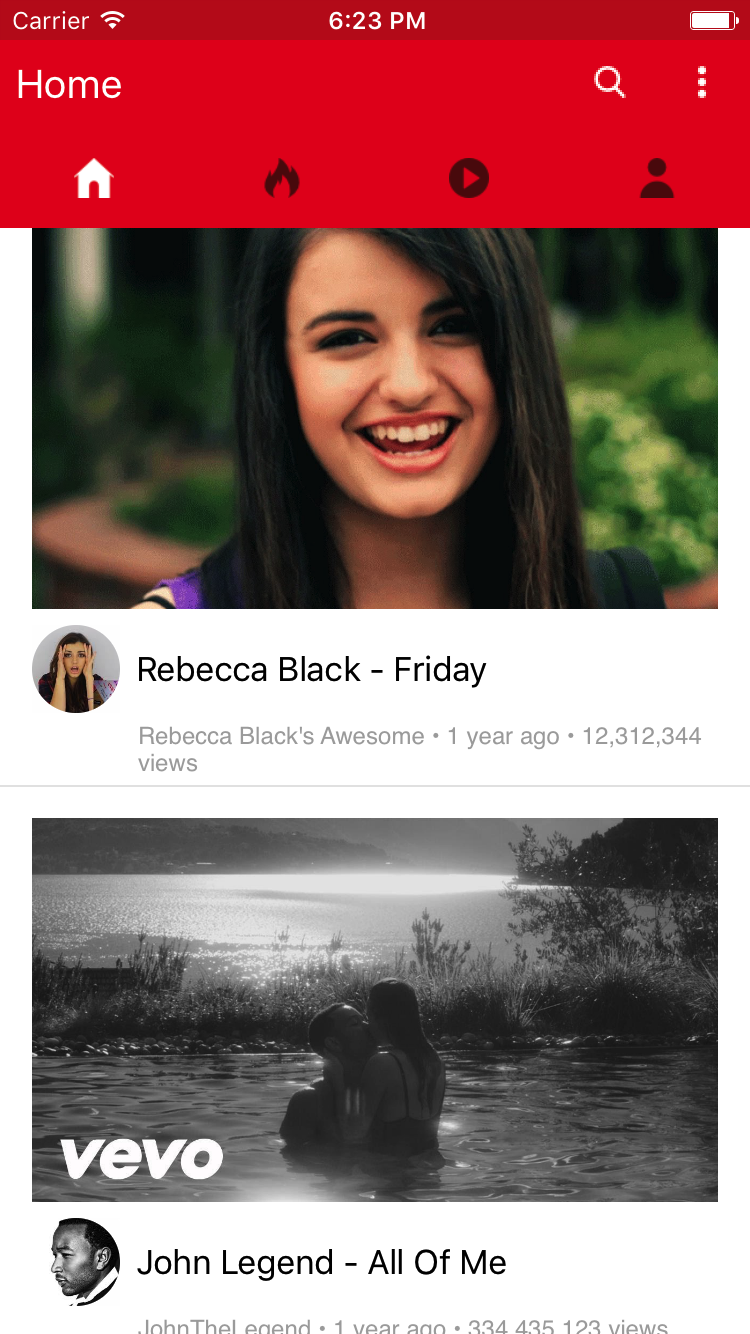 Carrier 6:23 PM
Home
Rebecca Black - Friday
Rebecca Black's Awesome • 1 year ago • 12,312,344
views
vevo
John Legend - All Of Me
JohnTheLegend • 1 year ago • 334,435,123 views